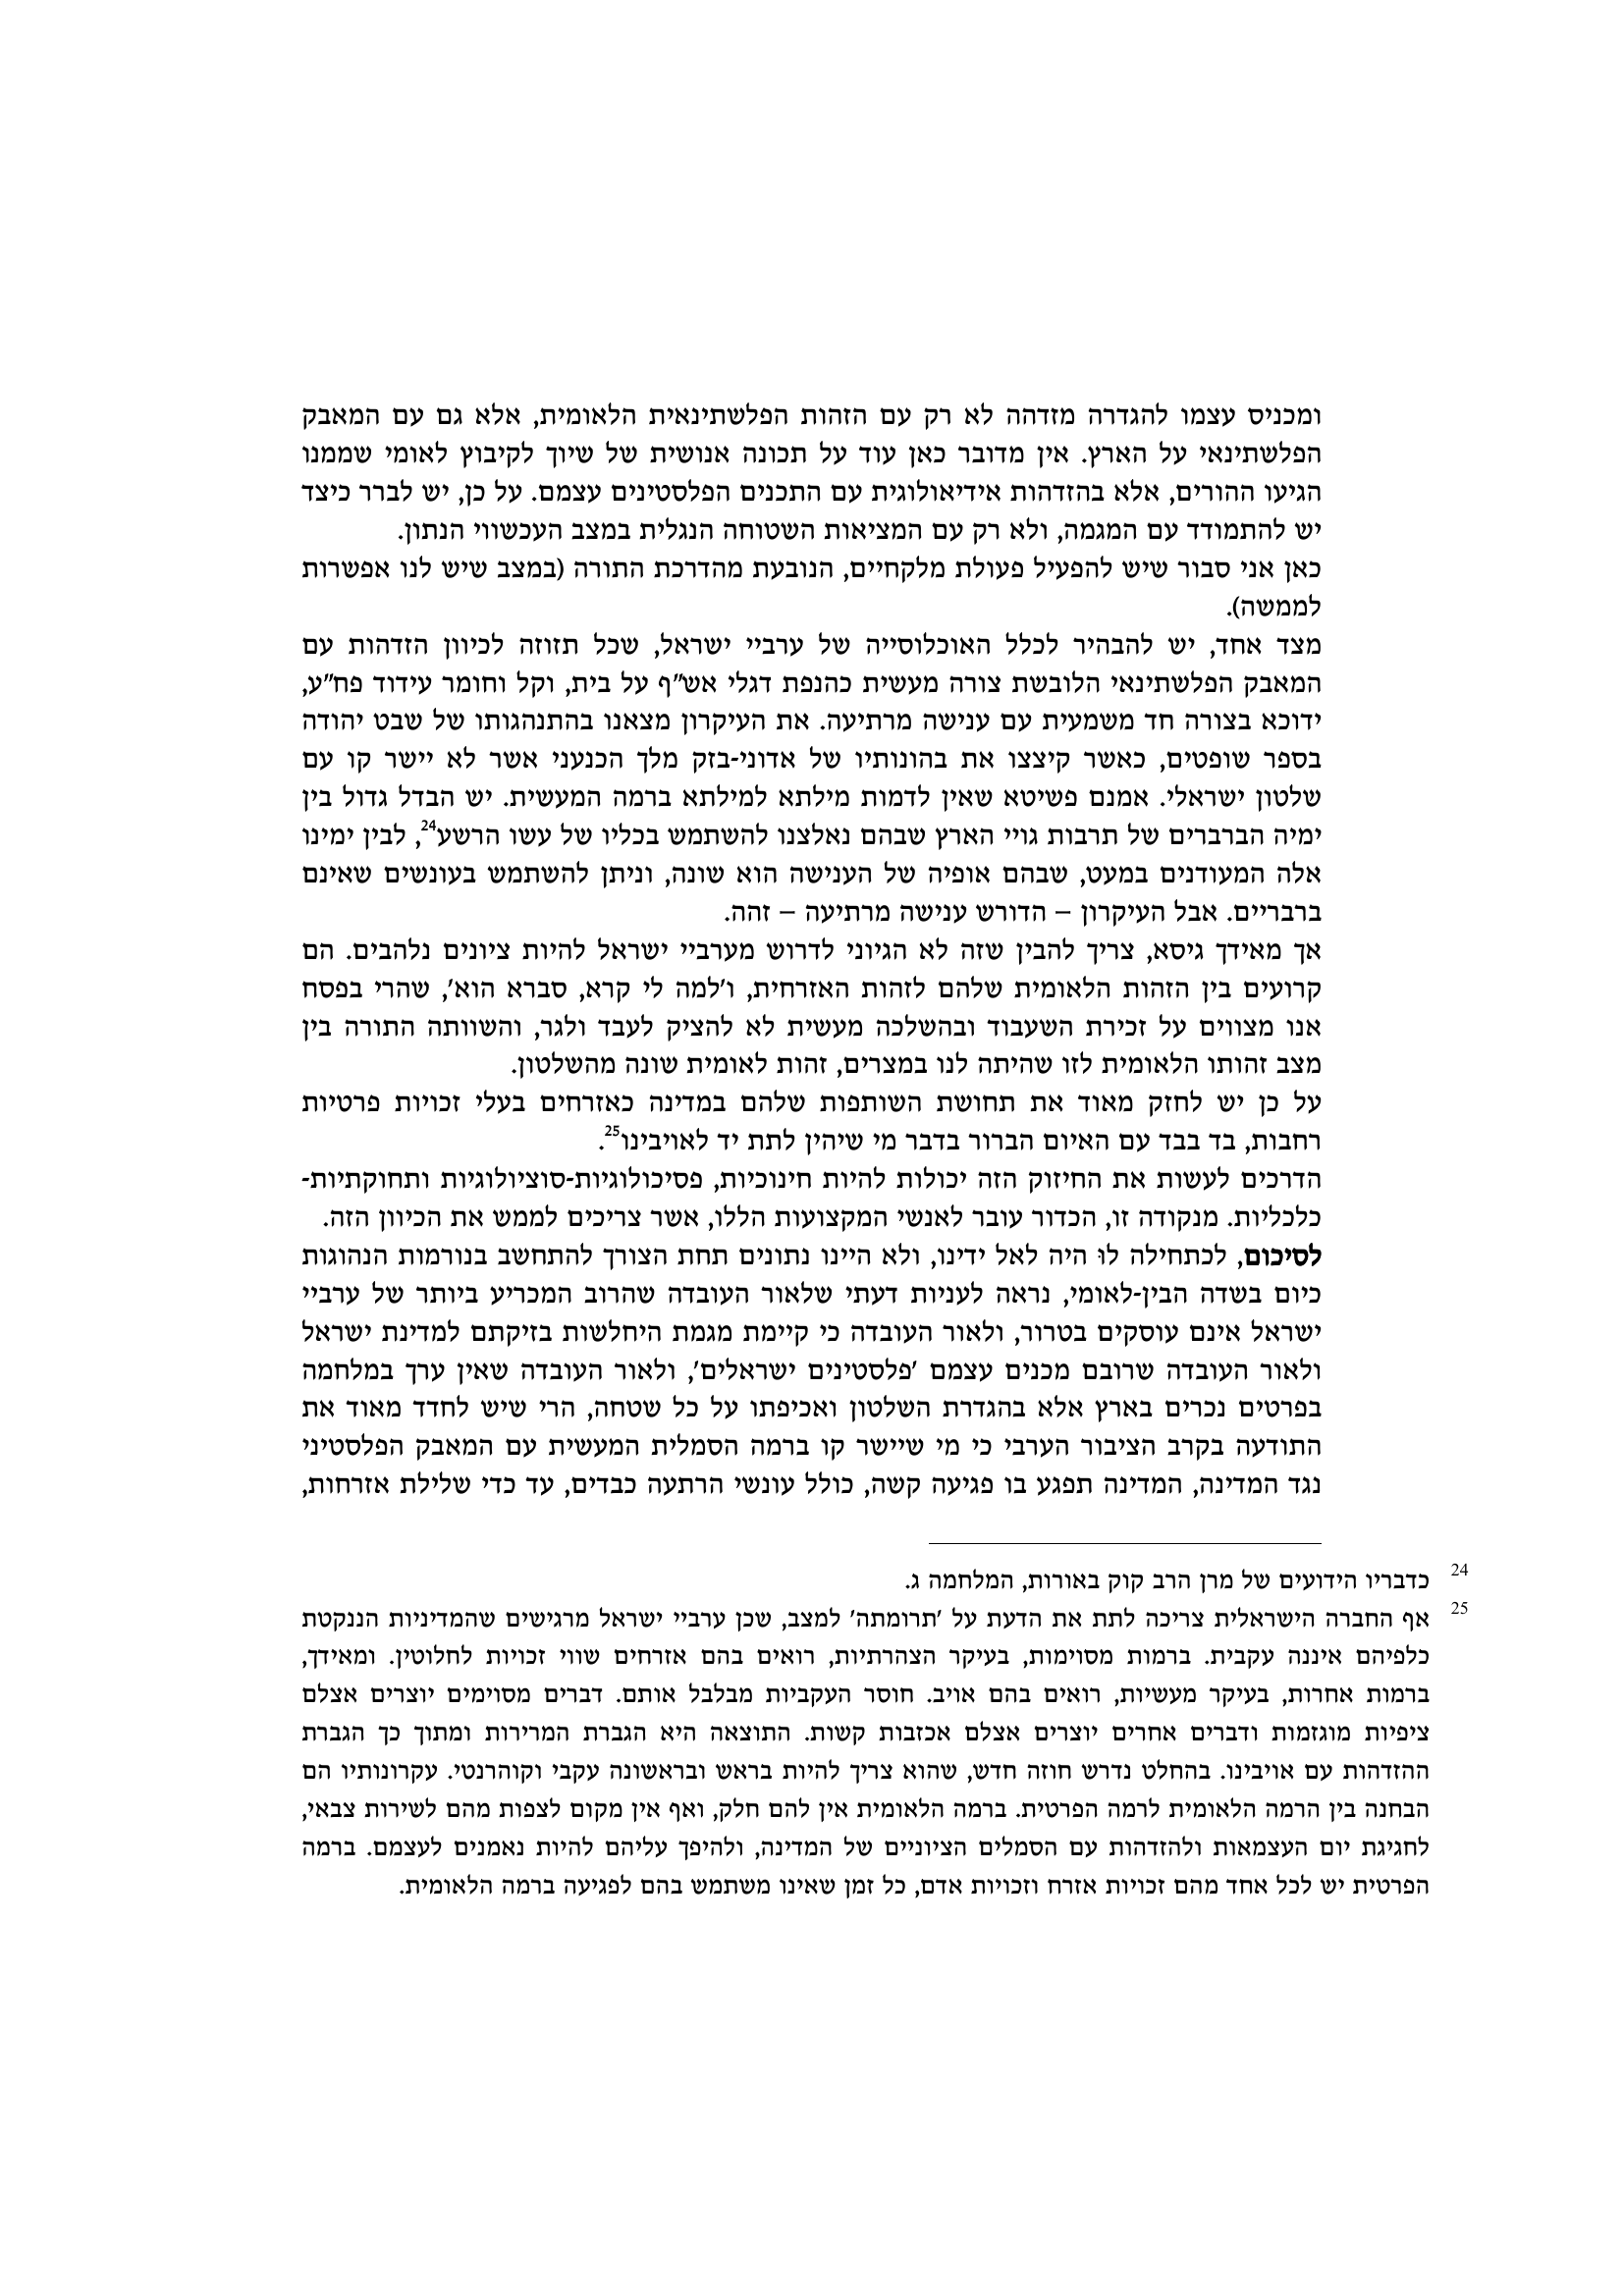 ומכניס עצמו להגדרה מזדהה לא רק עם הזהות הפלשתינאית הלאומית, אלא גם עם המאבק
הפלשתינאי על הארץ. אין מדובר כאן עוד על תכונה אנושית של שיוך לקיבוץ לאומי שממנו
הגיעו ההורים, אלא בהזדהות אידיאולוגית עם התכנים הפלסטינים עצמם. על כן, יש לברר כיצד
יש להתמודד עם המגמה, ולא רק עם המציאות השטוחה הנגלית במצב העכשווי הנתון.
כאן אני סבור שיש להפעיל פעולת מלקחיים, הנובעת מהדרכת התורה (במצב שיש לנו אפשרות
לממשה).
מצד אחד, יש להבהיר לכלל האוכלוסייה של ערביי ישראל, שכל תזוזה לכיוון הזדהות עם
המאבק הפלשתינאי הלובשת צורה מעשית כהנפת דגלי אש"ף על בית, וקל וחומר עידוד פח"ע,
ידוכא בצורה חד משמעית עם ענישה מרתיעה. את העיקרון מצאנו בהתנהגותו של שבט יהודה
בספר שופטים, כאשר קיצצו את בהונותיו של אדוני-בזק מלך הכנעני אשר לא יישר קו עם
שלטון ישראלי. אמנם פשיטא שאין לדמות מילתא למילתא ברמה המעשית. יש הבדל גדול בין
ימיה הברברים של תרבות גויי הארץ שבהם נאלצנו להשתמש בכליו של עשו הרשע24, לבין ימינו
אלה המעודנים במעט, שבהם אופיה של הענישה הוא שונה, וניתן להשתמש בעונשים שאינם
ברבריים. אבל העיקרון – הדורש ענישה מרתיעה – זהה.
אך מאידך גיסא, צריך להבין שזה לא הגיוני לדרוש מערביי ישראל להיות ציונים נלהבים. הם
קרועים בין הזהות הלאומית שלהם לזהות האזרחית, ו'למה לי קרא, סברא הוא', שהרי בפסח
אנו מצווים על זכירת השעבוד ובהשלכה מעשית לא להציק לעבד ולגר, והשוותה התורה בין
מצב זהותו הלאומית לזו שהיתה לנו במצרים, זהות לאומית שונה מהשלטון.
על כן יש לחזק מאוד את תחושת השותפות שלהם במדינה כאזרחים בעלי זכויות פרטיות
רחבות, בד בבד עם האיום הברור בדבר מי שיהין לתת יד לאויבינו25.
הדרכים לעשות את החיזוק הזה יכולות להיות חינוכיות, פסיכולוגיות-סוציולוגיות ותחוקתיות-
כלכליות. מנקודה זו, הכדור עובר לאנשי המקצועות הללו, אשר צריכים לממש את הכיוון הזה.
לסיכום, לכתחילה לוּ היה לאל ידינו, ולא היינו נתונים תחת הצורך להתחשב בנורמות הנהוגות
כיום בשדה הבין-לאומי, נראה לעניות דעתי שלאור העובדה שהרוב המכריע ביותר של ערביי
ישראל אינם עוסקים בטרור, ולאור העובדה כי קיימת מגמת היחלשות בזיקתם למדינת ישראל
ולאור העובדה שרובם מכנים עצמם 'פלסטינים ישראלים', ולאור העובדה שאין ערך במלחמה
בפרטים נכרים בארץ אלא בהגדרת השלטון ואכיפתו על כל שטחה, הרי שיש לחדד מאוד את
התודעה בקרב הציבור הערבי כי מי שיישר קו ברמה הסמלית המעשית עם המאבק הפלסטיני
נגד המדינה, המדינה תפגע בו פגיעה קשה, כולל עונשי הרתעה כבדים, עד כדי שלילת אזרחות,
24 כדבריו הידועים של מרן הרב קוק באורות, המלחמה ג.
25 אף החברה הישראלית צריכה לתת את הדעת על 'תרומתה' למצב, שכן ערביי ישראל מרגישים שהמדיניות הננקטת
כלפיהם איננה עקבית. ברמות מסוימות, בעיקר הצהרתיות, רואים בהם אזרחים שווי זכויות לחלוטין. ומאידך,
ברמות אחרות, בעיקר מעשיות, רואים בהם אויב. חוסר העקביות מבלבל אותם. דברים מסוימים יוצרים אצלם
ציפיות מוגזמות ודברים אחרים יוצרים אצלם אכזבות קשות. התוצאה היא הגברת המרירות ומתוך כך הגברת
ההזדהות עם אויבינו. בהחלט נדרש חוזה חדש, שהוא צריך להיות בראש ובראשונה עקבי וקוהרנטי. עקרונותיו הם
הבחנה בין הרמה הלאומית לרמה הפרטית. ברמה הלאומית אין להם חלק, ואף אין מקום לצפות מהם לשירות צבאי,
לחגיגת יום העצמאות ולהזדהות עם הסמלים הציוניים של המדינה, ולהיפך עליהם להיות נאמנים לעצמם. ברמה
הפרטית יש לכל אחד מהם זכויות אזרח וזכויות אדם, כל זמן שאינו משתמש בהם לפגיעה ברמה הלאומית.